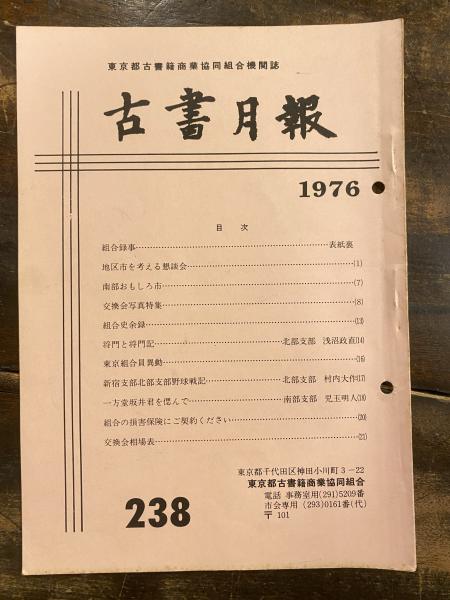 東京都古書籍商業協同組合機関誌
古書月報
1976
目次
組合録事……表紙裏
地区市を考える懇談会……(1)
南部おもしろ市……(7)
交換会写真特集……(8)
組合史余録……(13)
将門と将門記……北部支部 浅沼政直(14)
東京組合員異動……(16)
新宿支部北部支部野球戦記……北部支部 村内大作(17)
一方堂坂井君を偲んで……南部支部 児玉明人(19)
組合の損害保険にご契約ください……(20)
交換会相場表……(21)
東京都千代田区神田小川町3-22
東京都古書籍商業協同組合
電話 事務室用(291)5209番
市会専用(293)0161番(代)
〒101
238